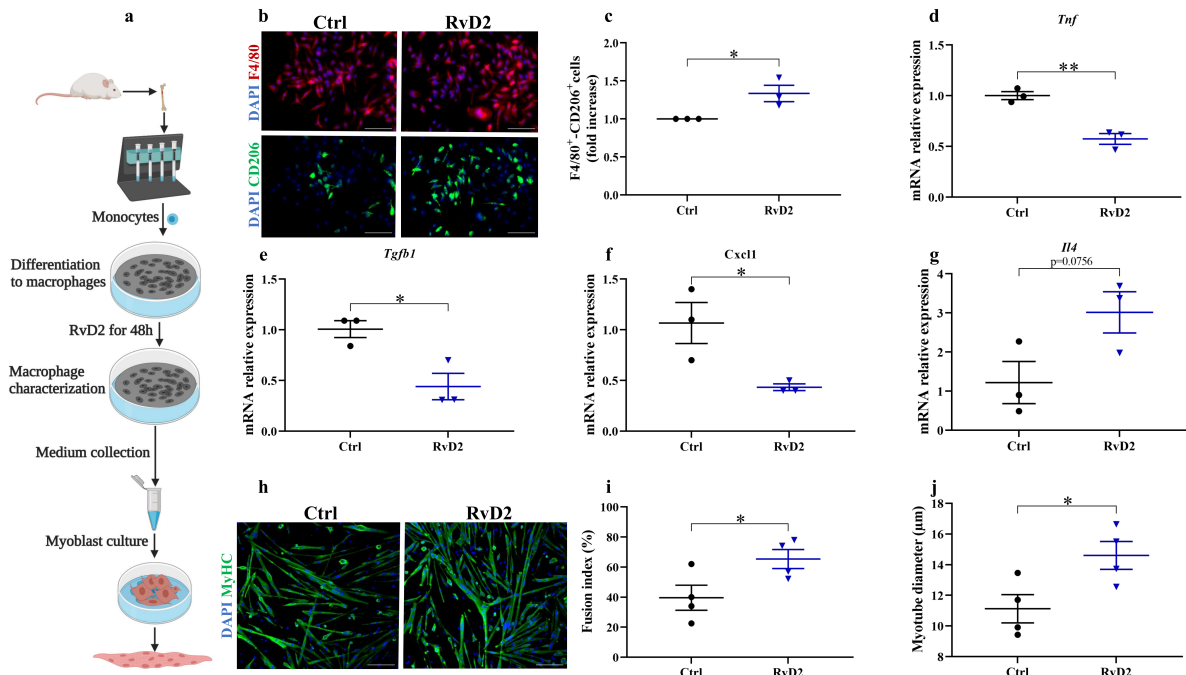 a
Monocytes
Differentiation
to macrophages
RvD2 for 48h
Macrophage
characterization
Medium collection
Myoblast culture
b
Ctrl
RvD2
DAPI F4/80
DAPI CD206
c
F4/80+-CD206+ cells
(fold increase)
2.0
1.5
1.0
0.5
0.0
*
Ctrl
RvD2
d
Tnf
mRNA relative expression
1.5
1.0
0.5
0.0
**
Ctrl
RvD2
e
Tgfb1
mRNA relative expression
1.5
1.0
0.5
0.0
*
Ctrl
RvD2
f
Cxcl1
mRNA relative expression
1.5
1.0
0.5
0.0
*
Ctrl
RvD2
g
Il4
p=0.0756
mRNA relative expression
4
3
2
1
0
Ctrl
RvD2
h
Ctrl
RvD2
DAPI MyHC
i
Fusion index (%)
100
80
60
40
20
0
*
Ctrl
RvD2
j
Myotube diameter (μm)
18
16
14
12
10
8
*
Ctrl
RvD2